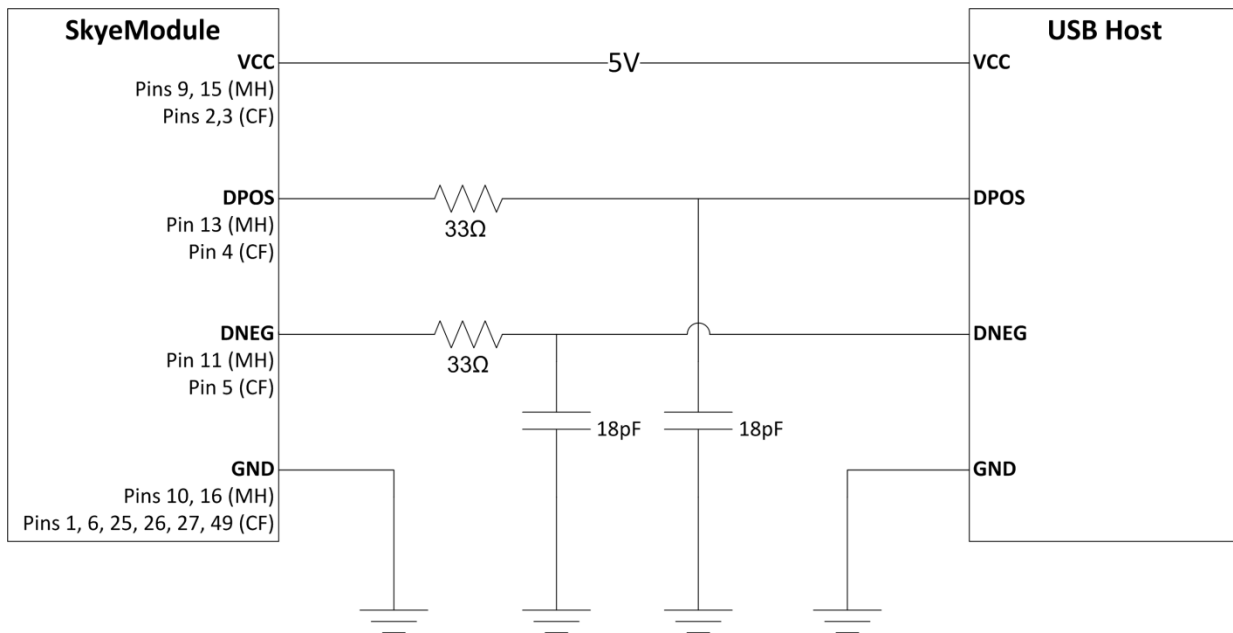 SkyeModule
VCC
Pins 9, 15 (MH)
Pins 2,3 (CF)
DPOS
Pin 13 (MH)
Pin 4 (CF)
DNEG
Pin 11 (MH)
Pin 5 (CF)
GND
Pins 10, 16 (MH)
Pins 1, 6, 25, 26, 27, 49 (CF)
5V
33Ω
33Ω
18pF
18pF
USB Host
VCC
DPOS
DNEG
GND